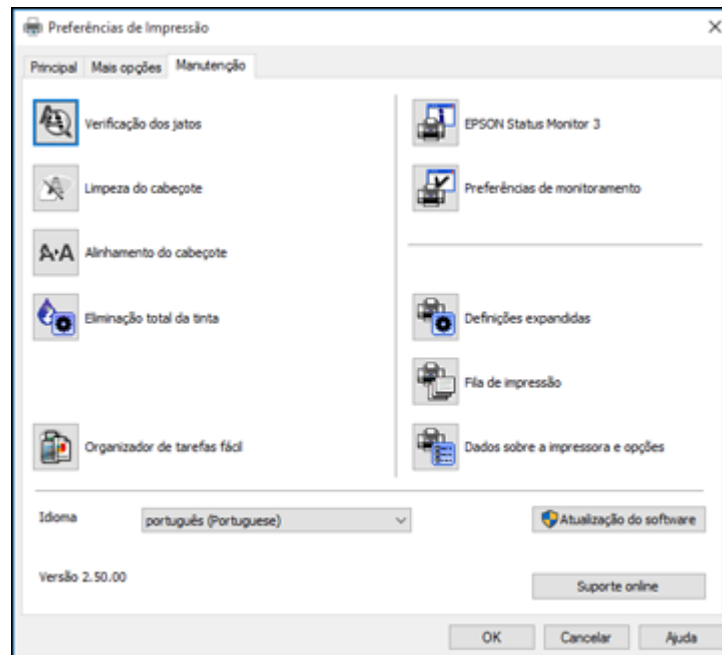 Preferências de Impressão
Principal
Mais opções
Manutenção
Verificação dos jatos
Limpeza do cabeçote
A-A
Alinhamento do cabeçote
Eliminação total da tinta
Organizador de tarefas fácil
EPSON Status Monitor 3
Preferências de monitoramento
Definições expandidas
Fila de impressão
Dados sobre a impressora e opções
Idioma
português (Portuguese)
Atualização do software
Versão 2.50.00
Suporte online
OK
Cancelar
Ajuda